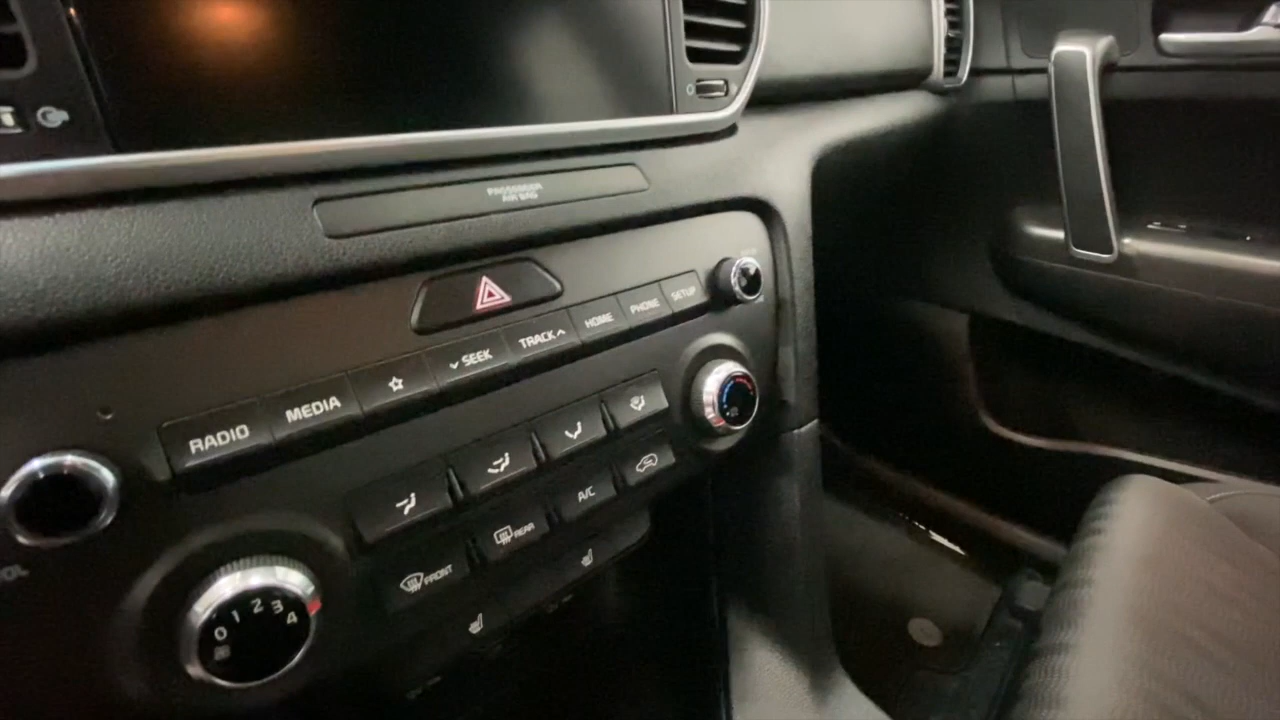 PASSENGER
AIR BAG
RADIO
MEDIA
SEEK
TRACK
HOME
PHONE
SETUP
A/C
REAR
FRONT
0 1 2 3 4